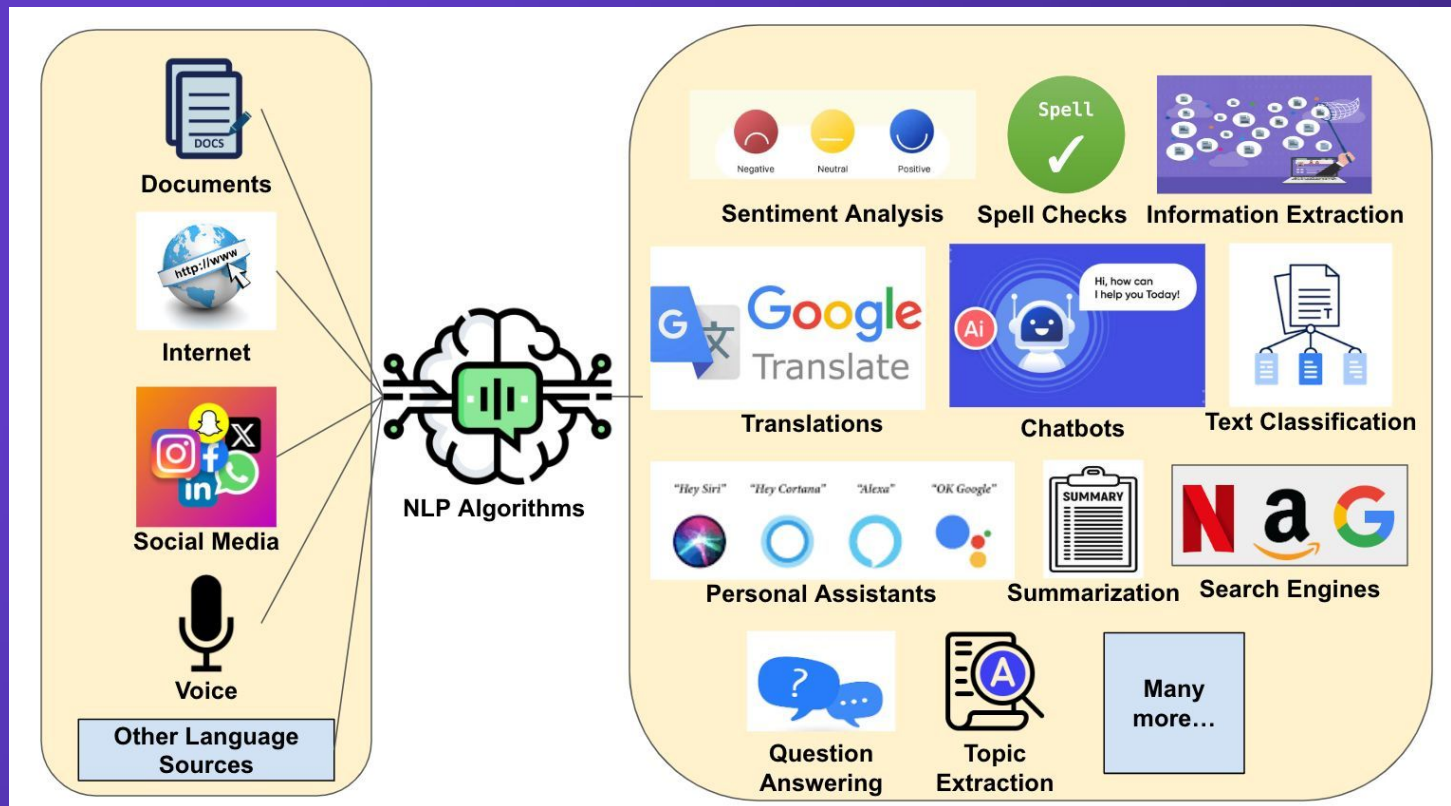 DOCS
Documents
http://www
Internet
in
Social Media
Voice
Other Language
Sources
NLP Algorithms
Negative
Neutral
Positive
Sentiment Analysis
Spell
Spell Checks
Information Extraction
G 文
Google
Translate
Translations
Ai
Hi, how can
I help you Today!
Chatbots
T
Text Classification
“Hey Siri”
“Hey Cortana”
“Alexa”
“OK Google”
Personal Assistants
SUMMARY
Summarization
N a G
Search Engines
?
Question
Answering
A
Topic
Extraction
Many
more…